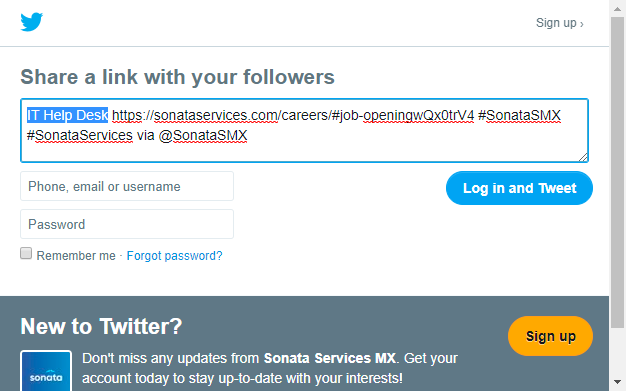 Sign up ›
Share a link with your followers
IT Help Desk https://sonataservices.com/careers/#job-openingwQx0trV4 #SonataSMX
#SonataServices via @SonataSMX
Phone, email or username
Log in and Tweet
Password
Remember me · Forgot password?
New to Twitter?
Sign up
Don't miss any updates from Sonata Services MX. Get your
account today to stay up-to-date with your interests!
sonata